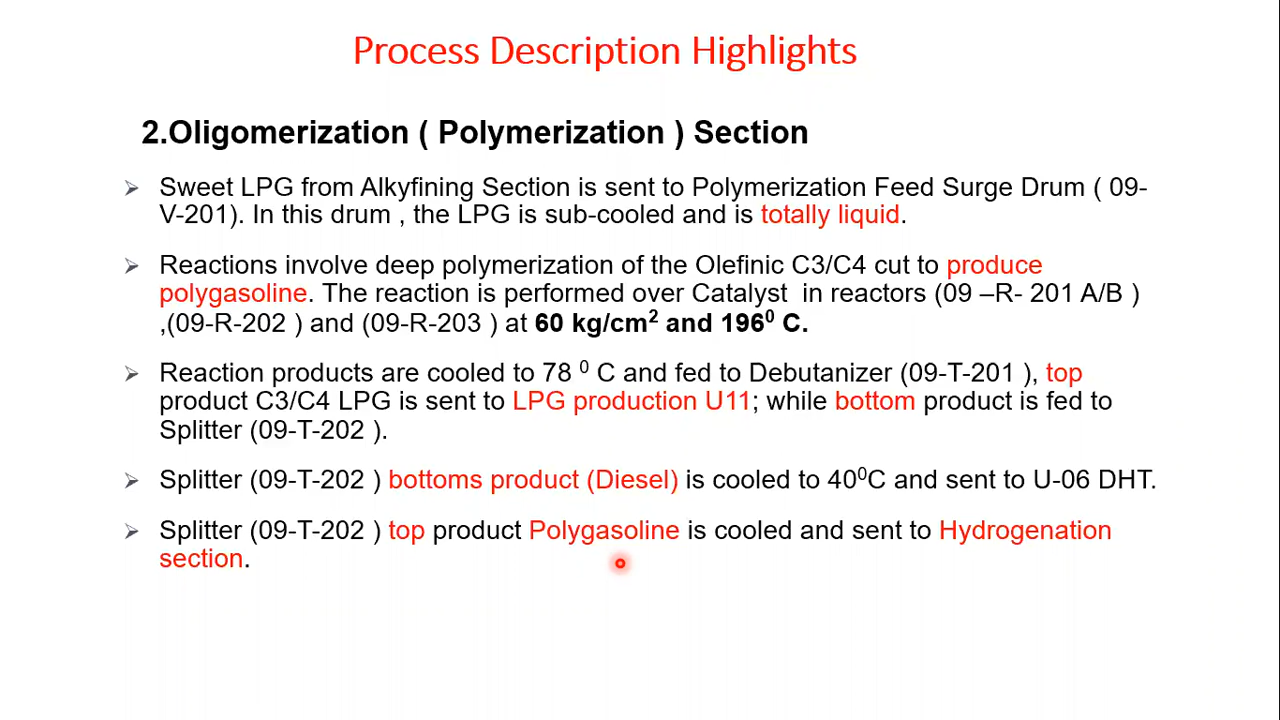 Process Description Highlights
2.Oligomerization ( Polymerization ) Section
➢ Sweet LPG from Alkyfining Section is sent to Polymerization Feed Surge Drum ( 09-
V-201). In this drum , the LPG is sub-cooled and is totally liquid.
➢ Reactions involve deep polymerization of the Olefinic C3/C4 cut to produce
polygasoline. The reaction is performed over Catalyst in reactors (09 –R- 201 A/B )
,(09-R-202 ) and (09-R-203 ) at 60 kg/cm² and 196⁰ C.
➢ Reaction products are cooled to 78 ⁰ C and fed to Debutanizer (09-T-201 ), top
product C3/C4 LPG is sent to LPG production U11; while bottom product is fed to
Splitter (09-T-202 ).
➢ Splitter (09-T-202 ) bottoms product (Diesel) is cooled to 40⁰C and sent to U-06 DHT.
➢ Splitter (09-T-202 ) top product Polygasoline is cooled and sent to Hydrogenation
section.